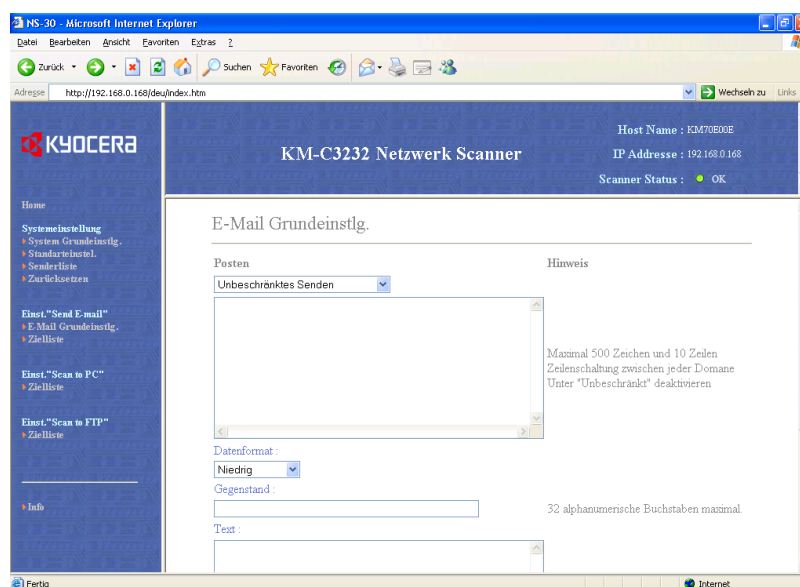 NS-30 - Microsoft Internet Explorer
Datei Bearbeiten Ansicht Favoriten Extras ?
Zurück Suchen Favoriten
Adresse http://192.168.0.168/deu/index.htm Wechseln zu Links
KYOCERA
KM-C3232 Netzwerk Scanner
Host Name : KM70E00E
IP Addresse : 192.168.0.168
Scanner Status : OK
Home
Systemeinstellung
System Grundeinstlg.
Standarteinstel.
Senderliste
Zurücksetzen
Einst."Send E-mail"
E-Mail Grundeinstlg.
Zielliste
Einst."Scan to PC"
Zielliste
Einst."Scan to FTP"
Zielliste
Info
E-Mail Grundeinstlg.
Posten Hinweis
Unbeschränktes Senden
Maximal 500 Zeichen und 10 Zeilen
Zeilenschaltung zwischen jeder Domane
Unter "Unbeschränkt" deaktivieren
Datenformat :
Niedrig
Gegenstand :
32 alphanumerische Buchstaben maximal.
Text :
Fertig Internet